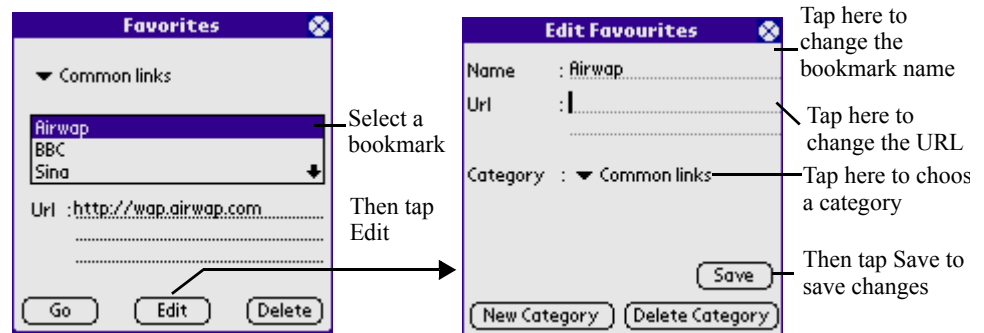 Favorites
Common links
Airwap
BBC
Sina
Url :http://wap.airwap.com
Go
Edit
Delete
Select a
bookmark
Then tap
Edit
Edit Favourites
Name : Airwap
Url :
Category : Common links
Save
New Category
Delete Category
Tap here to
change the
bookmark name
Tap here to
change the URL
Tap here to choos
a category
Then tap Save to
save changes